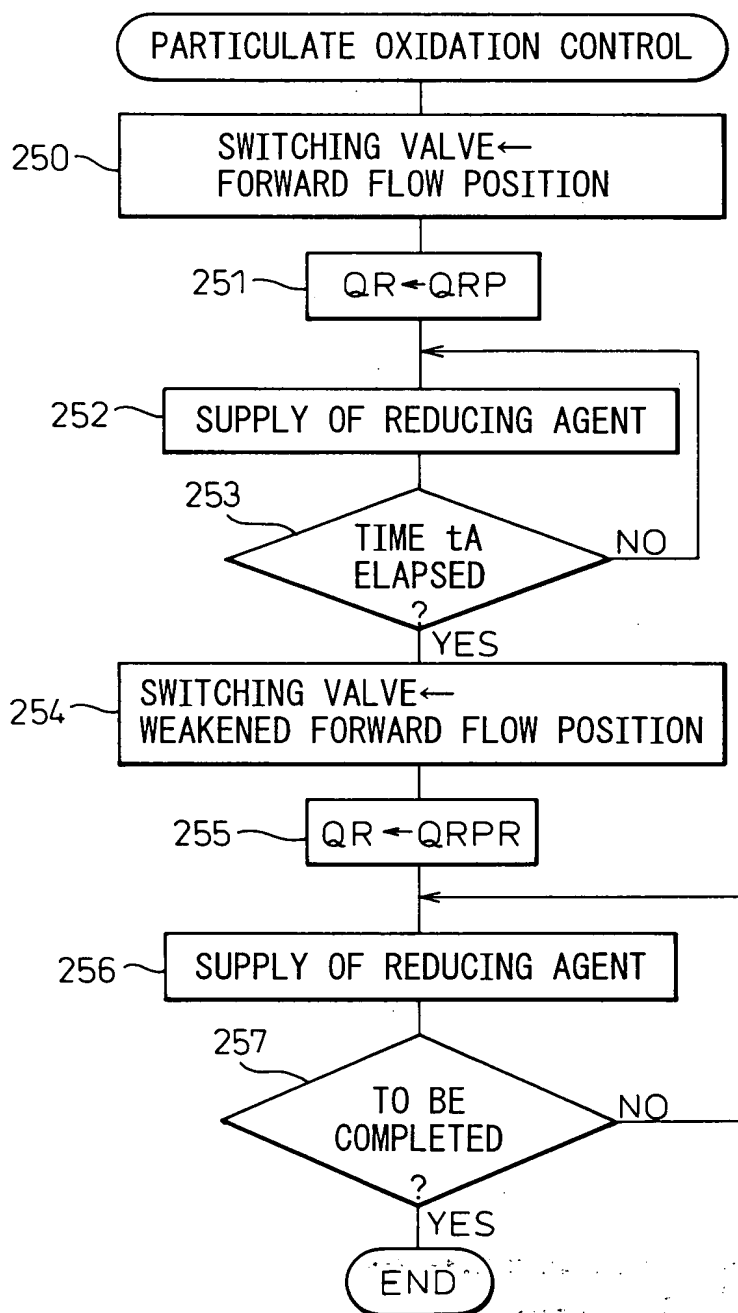 PARTICULATE OXIDATION CONTROL
250
SWITCHING VALVE←
FORWARD FLOW POSITION
251
QR←QRP
252
SUPPLY OF REDUCING AGENT
253
TIME tA
ELAPSED
?
NO
YES
254
SWITCHING VALVE←
WEAKENED FORWARD FLOW POSITION
255
QR←QRPR
256
SUPPLY OF REDUCING AGENT
257
TO BE
COMPLETED
?
NO
YES
END